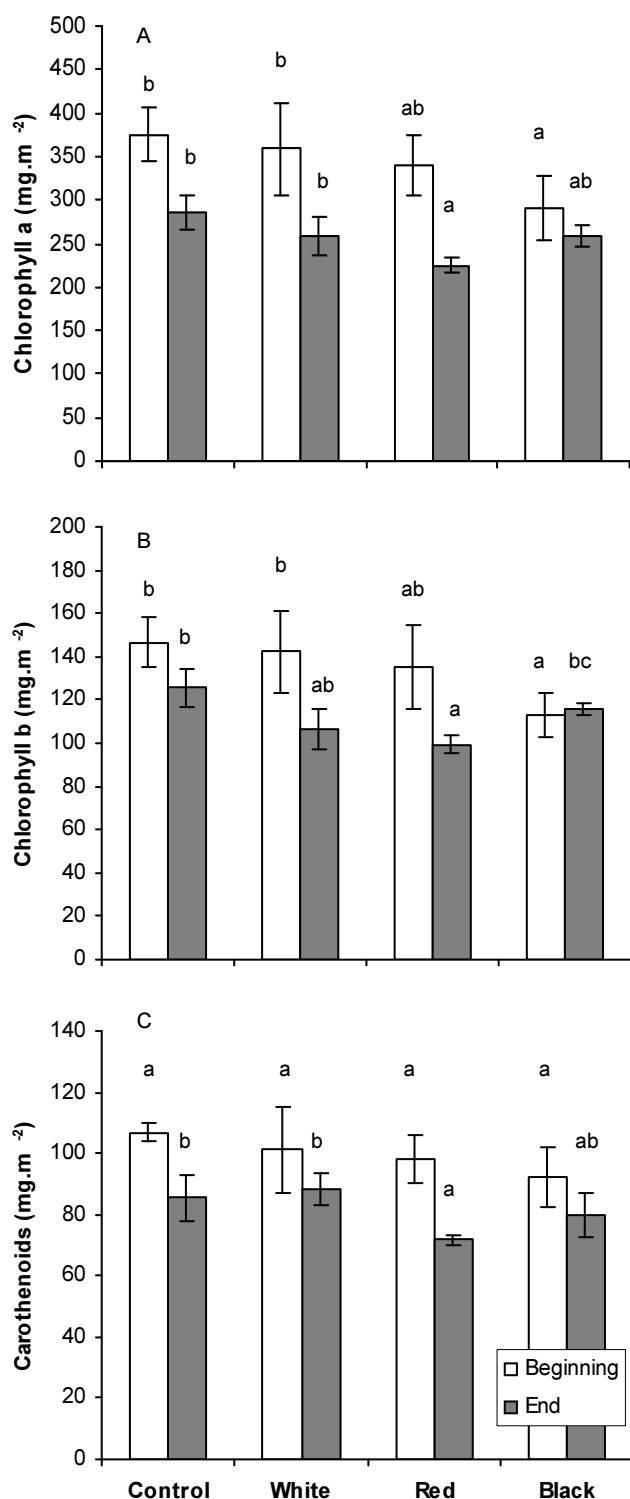 A
Chlorophyll a (mg.m -2)
500
450
400
350
300
250
200
150
100
50
0
b
b
b
b
ab
a
a
ab
B
Chlorophyll b (mg.m -2)
200
180
160
140
120
100
80
60
40
20
0
b
b
b
ab
ab
a
a
bc
C
Carothenoids (mg.m -2)
140
120
100
80
60
40
20
0
a
b
a
b
a
a
a
ab
Beginning
End
Control White Red Black